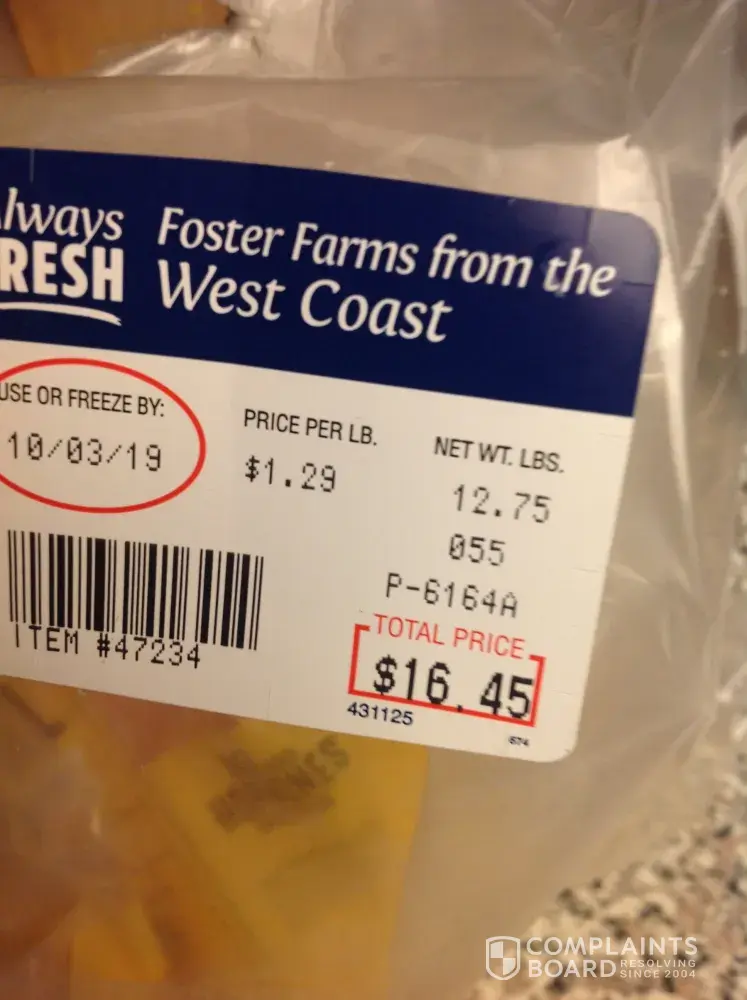 lways
RESH
Foster Farms from the
West Coast
USE OR FREEZE BY:
10/03/19
PRICE PER LB.
$1.29
NET WT. LBS.
12.75
055
P-6164A
ITEM #47234
TOTAL PRICE
$16.45
431125
674
COMPLAINTS
BOARD
RESOLVING
SINCE 2004